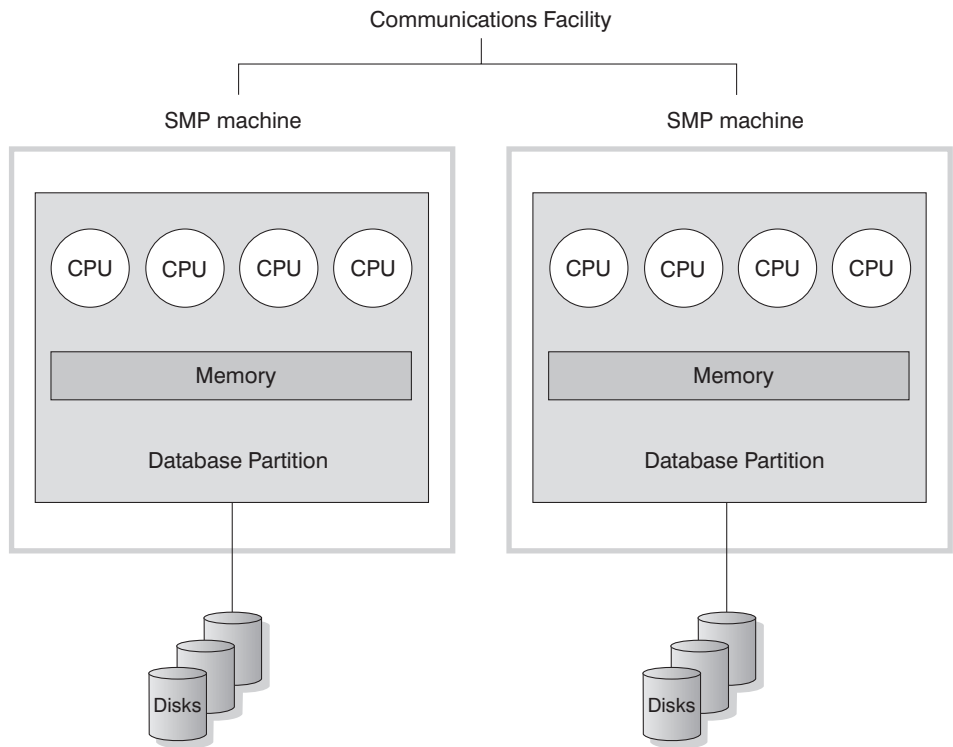 Communications Facility
SMP machine
SMP machine
CPU CPU CPU CPU
CPU CPU CPU CPU
Memory
Memory
Database Partition
Database Partition
Disks
Disks